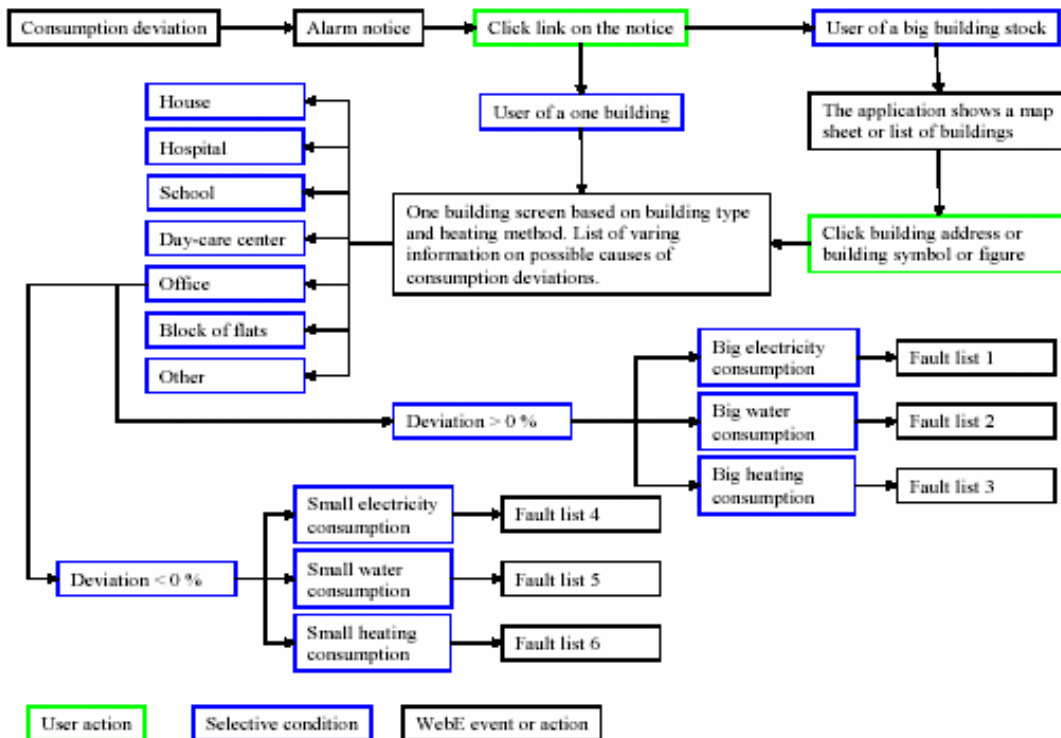 Consumption deviation
Alarm notice
Click link on the notice
User of a big building stock
House
Hospital
School
Day-care center
Office
Block of flats
Other
User of a one building
The application shows a map
sheet or list of buildings
One building screen based on building type
and heating method. List of varing
information on possible causes of
consumption deviations.
Click building address or
building symbol or figure
Deviation > 0 %
Big electricity
consumption
Fault list 1
Big water
consumption
Fault list 2
Big heating
consumption
Fault list 3
Deviation < 0 %
Small electricity
consumption
Fault list 4
Small water
consumption
Fault list 5
Small heating
consumption
Fault list 6
User action
Selective condition
WebE event or action